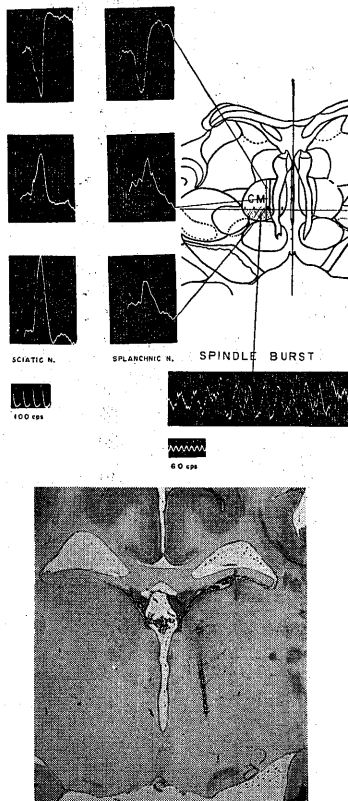 CM
SCIATIC N.
SPLANCHNIC N.
SPINDLE BURST
100 cps
60 cps